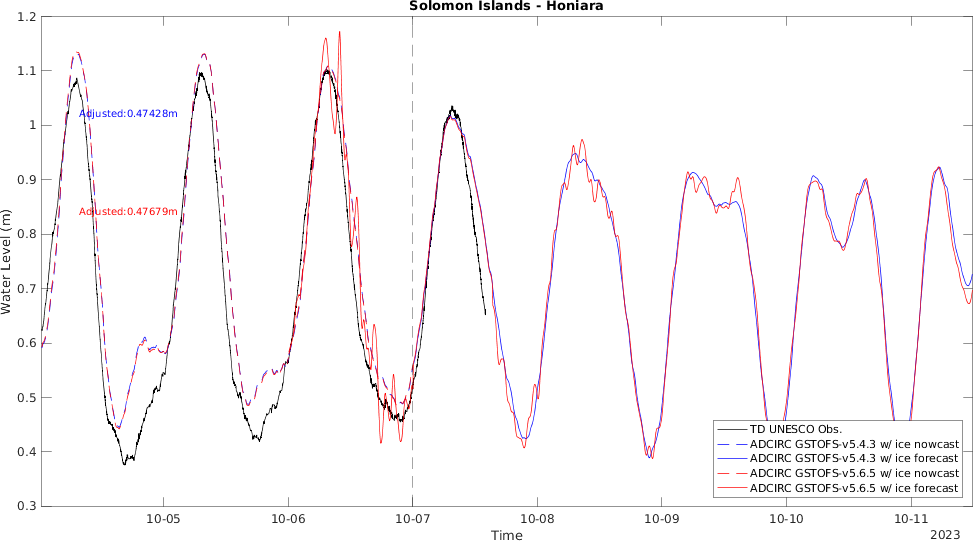 Solomon Islands - Honiara
1.2
1.1
1
0.9
0.8
0.7
0.6
0.5
0.4
0.3
Water Level (m)
Adjusted:0.47428m
Adjusted:0.47679m
TD UNESCO Obs.
ADCIRC GSTOFS-v5.4.3 w/ ice nowcast
ADCIRC GSTOFS-v5.4.3 w/ ice forecast
ADCIRC GSTOFS-v5.6.5 w/ ice nowcast
ADCIRC GSTOFS-v5.6.5 w/ ice forecast
10-05 10-06 10-07 10-08 10-09 10-10 10-11
Time
2023